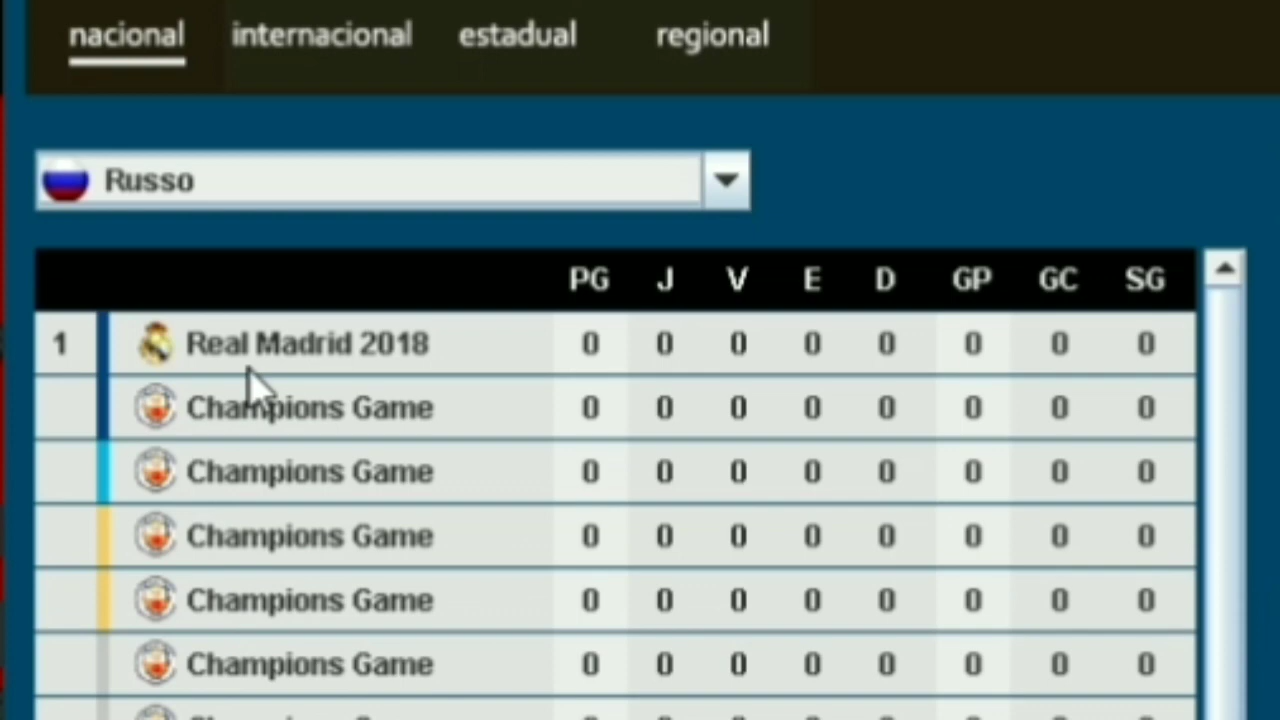 nacional internacional estadual regional
Russo
PG J V E D GP GC SG
1 Real Madrid 2018 0 0 0 0 0 0 0 0
Champions Game 0 0 0 0 0 0 0 0
Champions Game 0 0 0 0 0 0 0 0
Champions Game 0 0 0 0 0 0 0 0
Champions Game 0 0 0 0 0 0 0 0
Champions Game 0 0 0 0 0 0 0 0